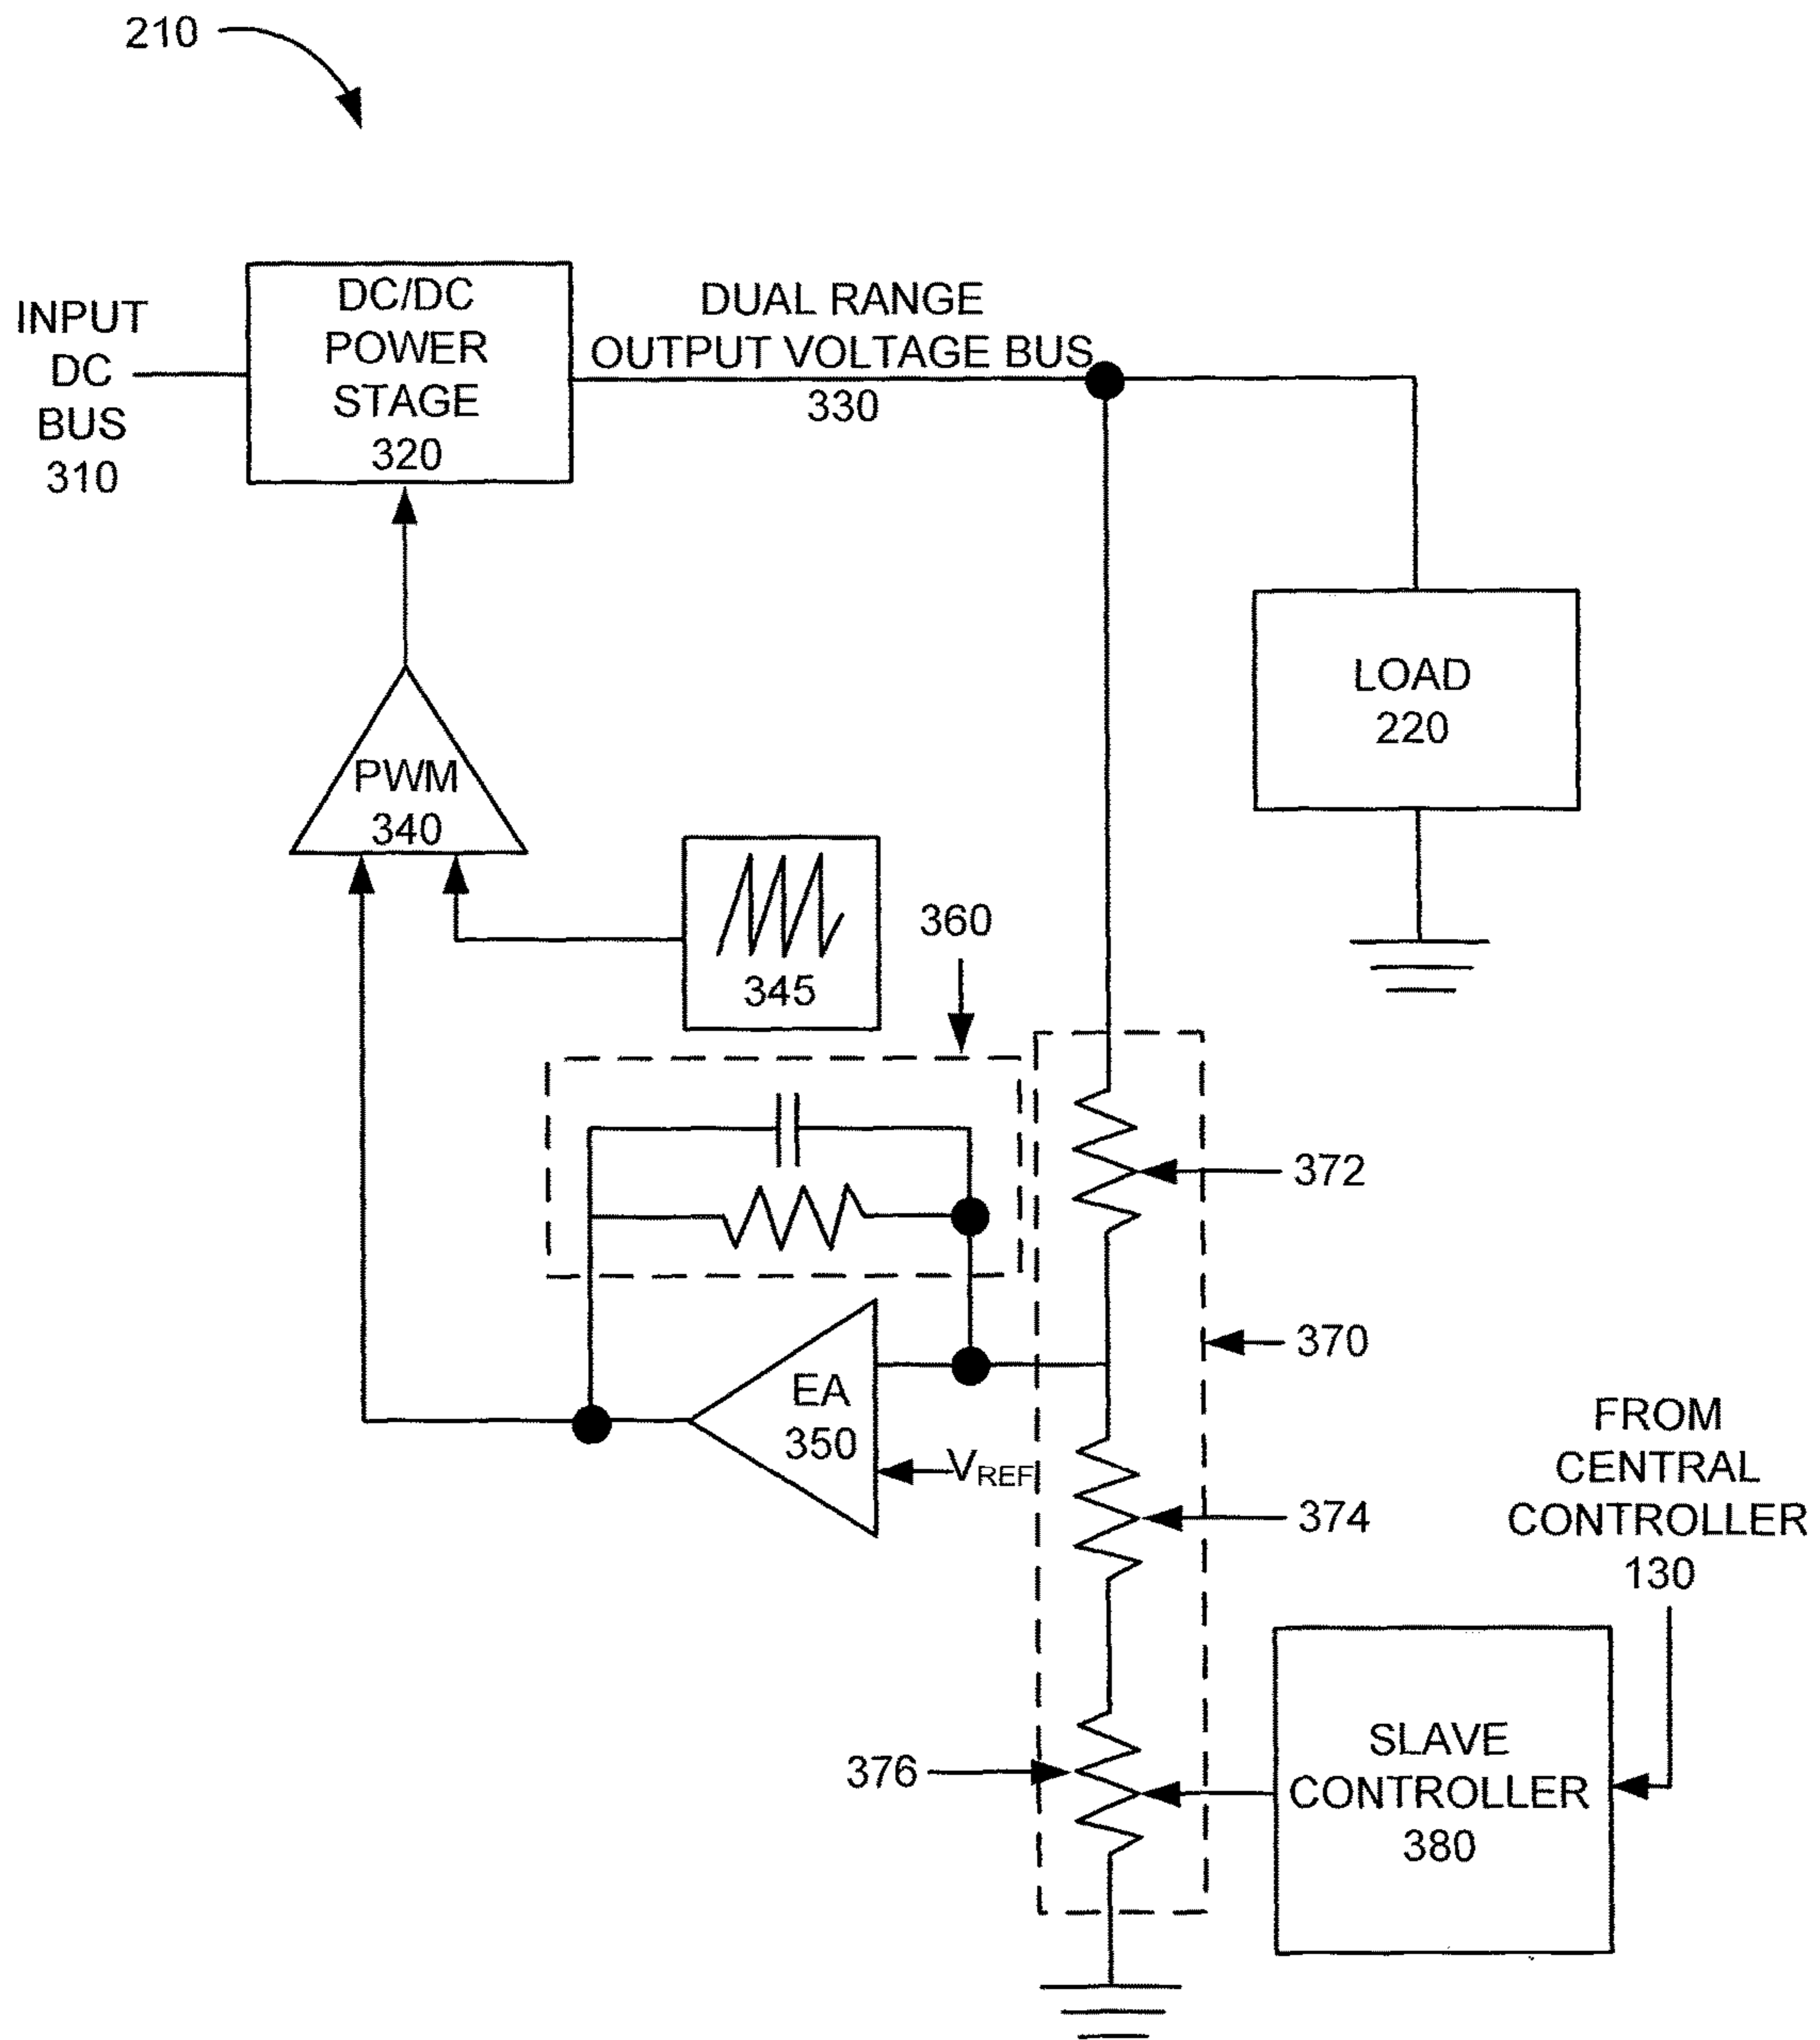 210
INPUT
DC
BUS
310
DC/DC
POWER
STAGE
320
DUAL RANGE
OUTPUT VOLTAGE BUS
330
LOAD
220
PWM
340
345
360
372
370
EA
350
VREF
374
FROM
CENTRAL
CONTROLLER
130
376
SLAVE
CONTROLLER
380